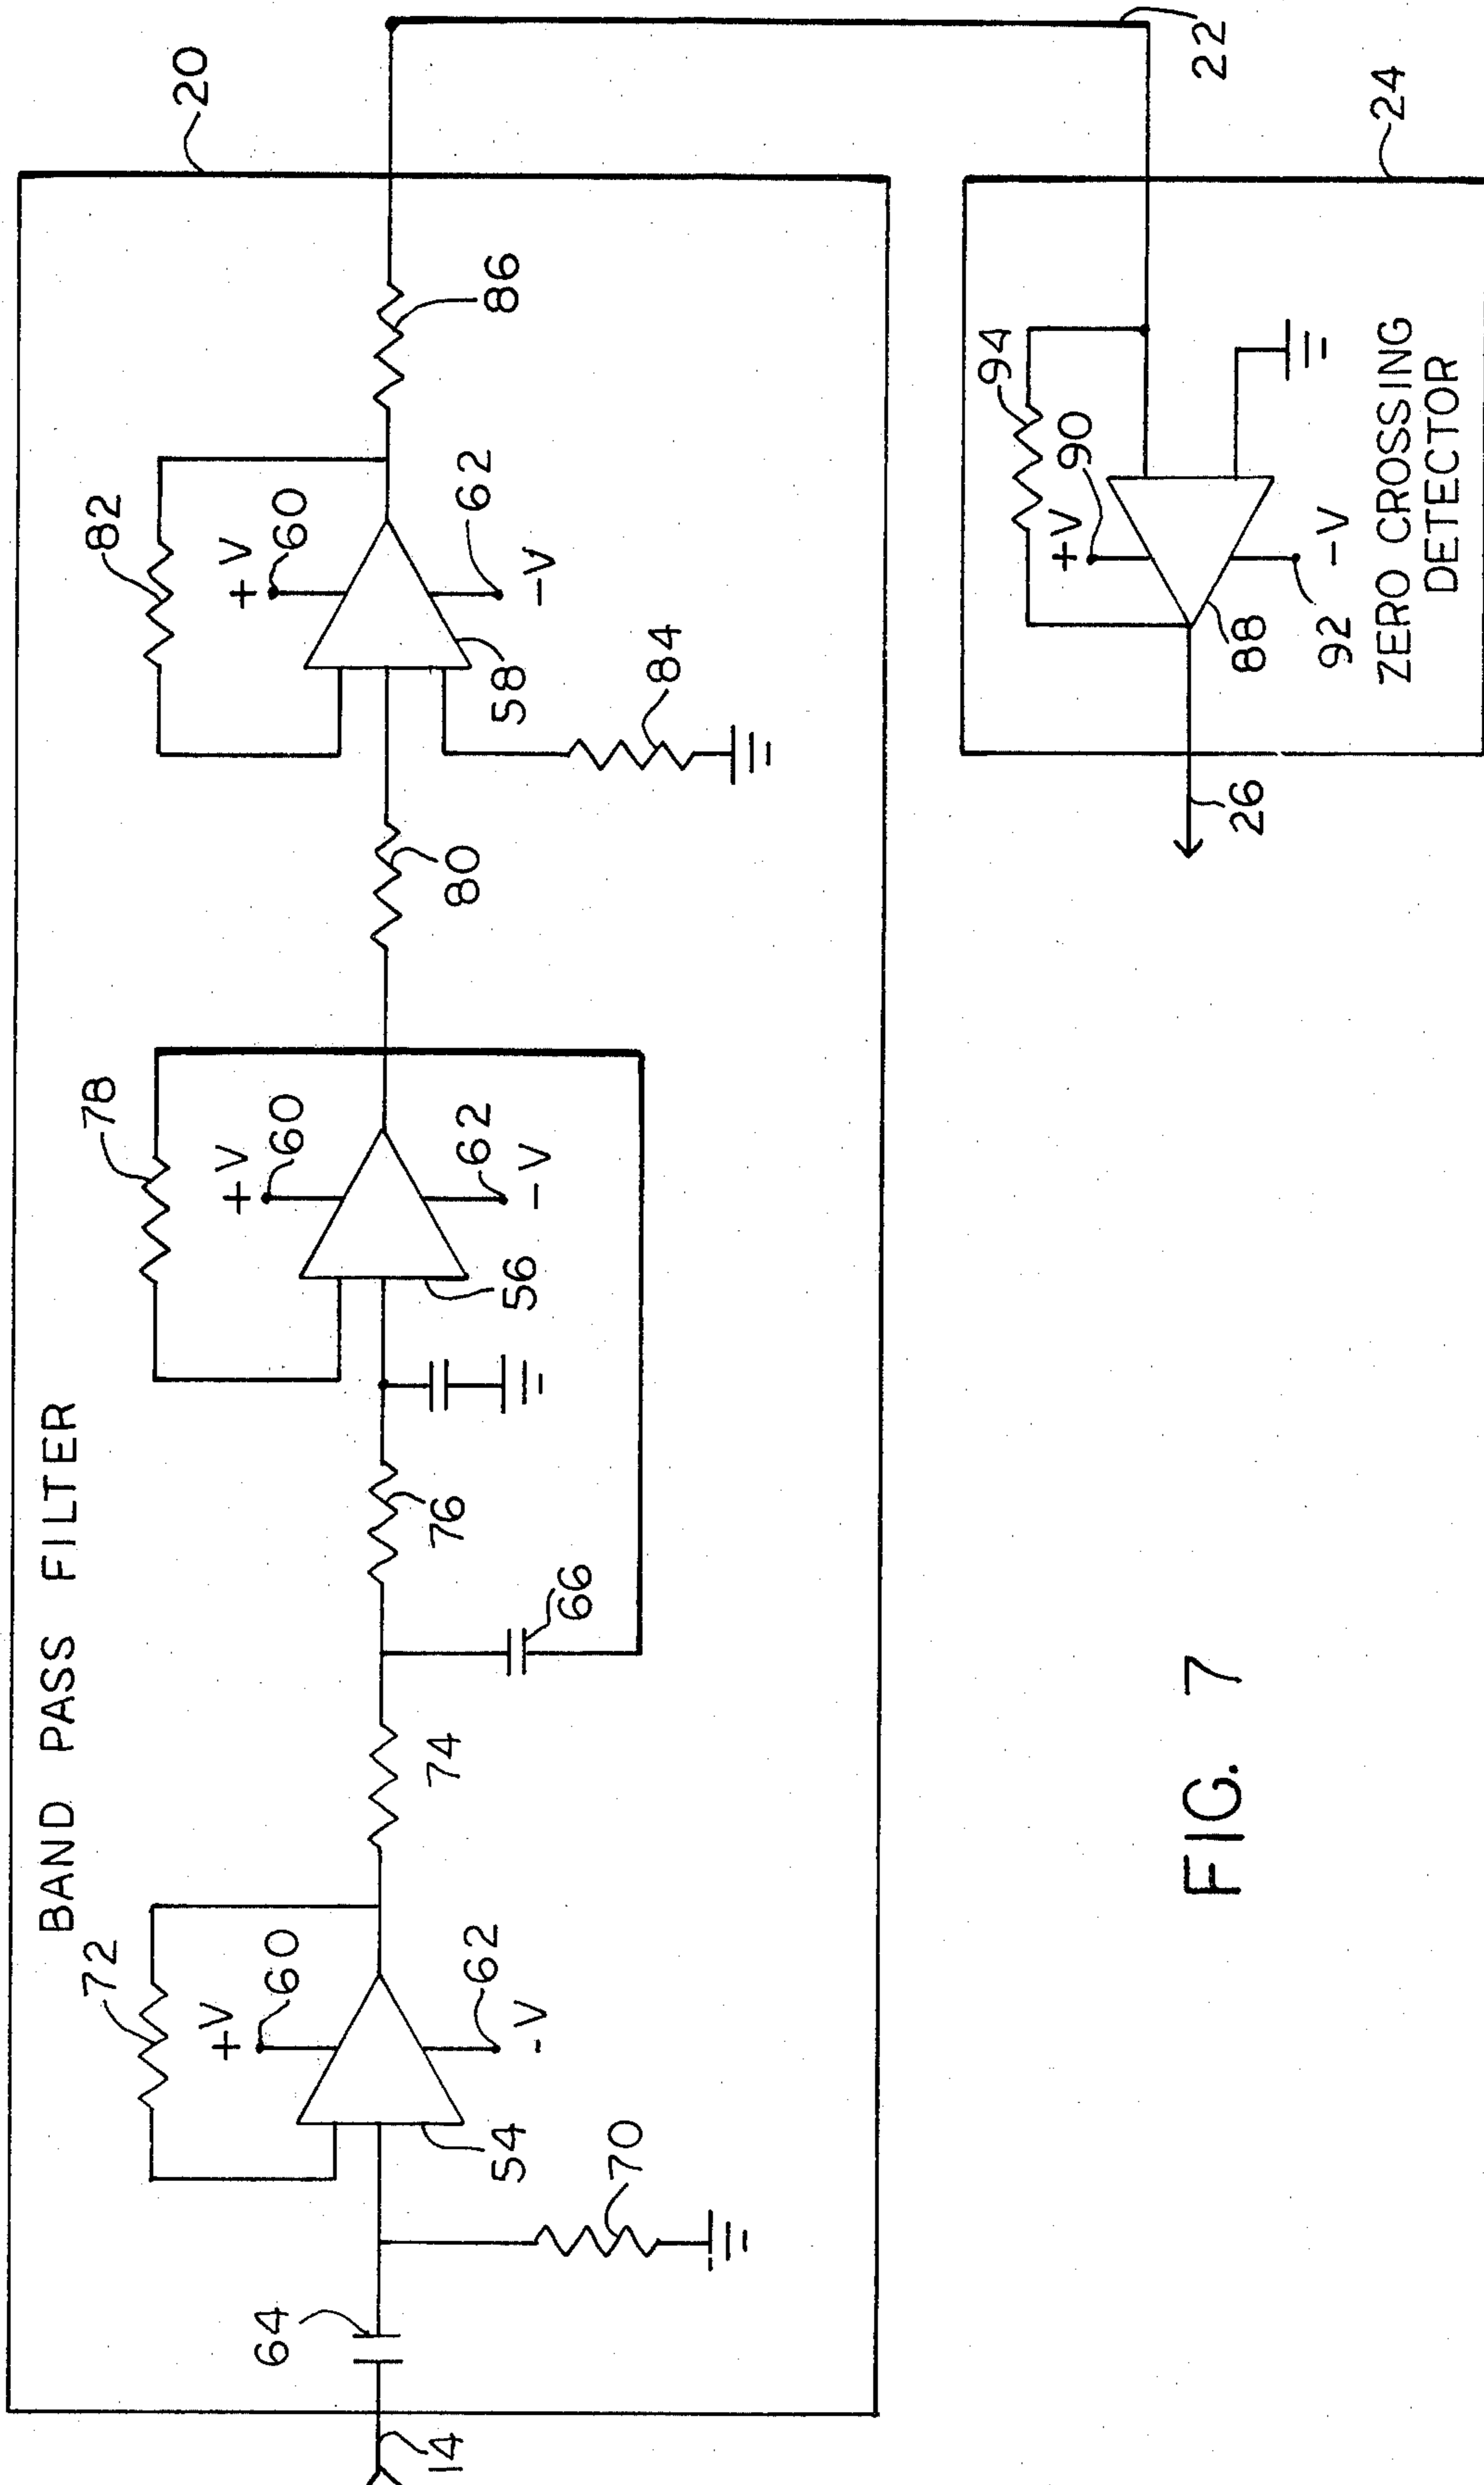 BAND PASS FILTER
20
72
+V
60
62
-V
54
64
70
14
74
76
66
78
+V
60
62
-V
56
80
82
+V
60
62
-V
58
84
86
22
24
94
90
+V
88
92
-V
26
ZERO CROSSING
DETECTOR
FIG. 7